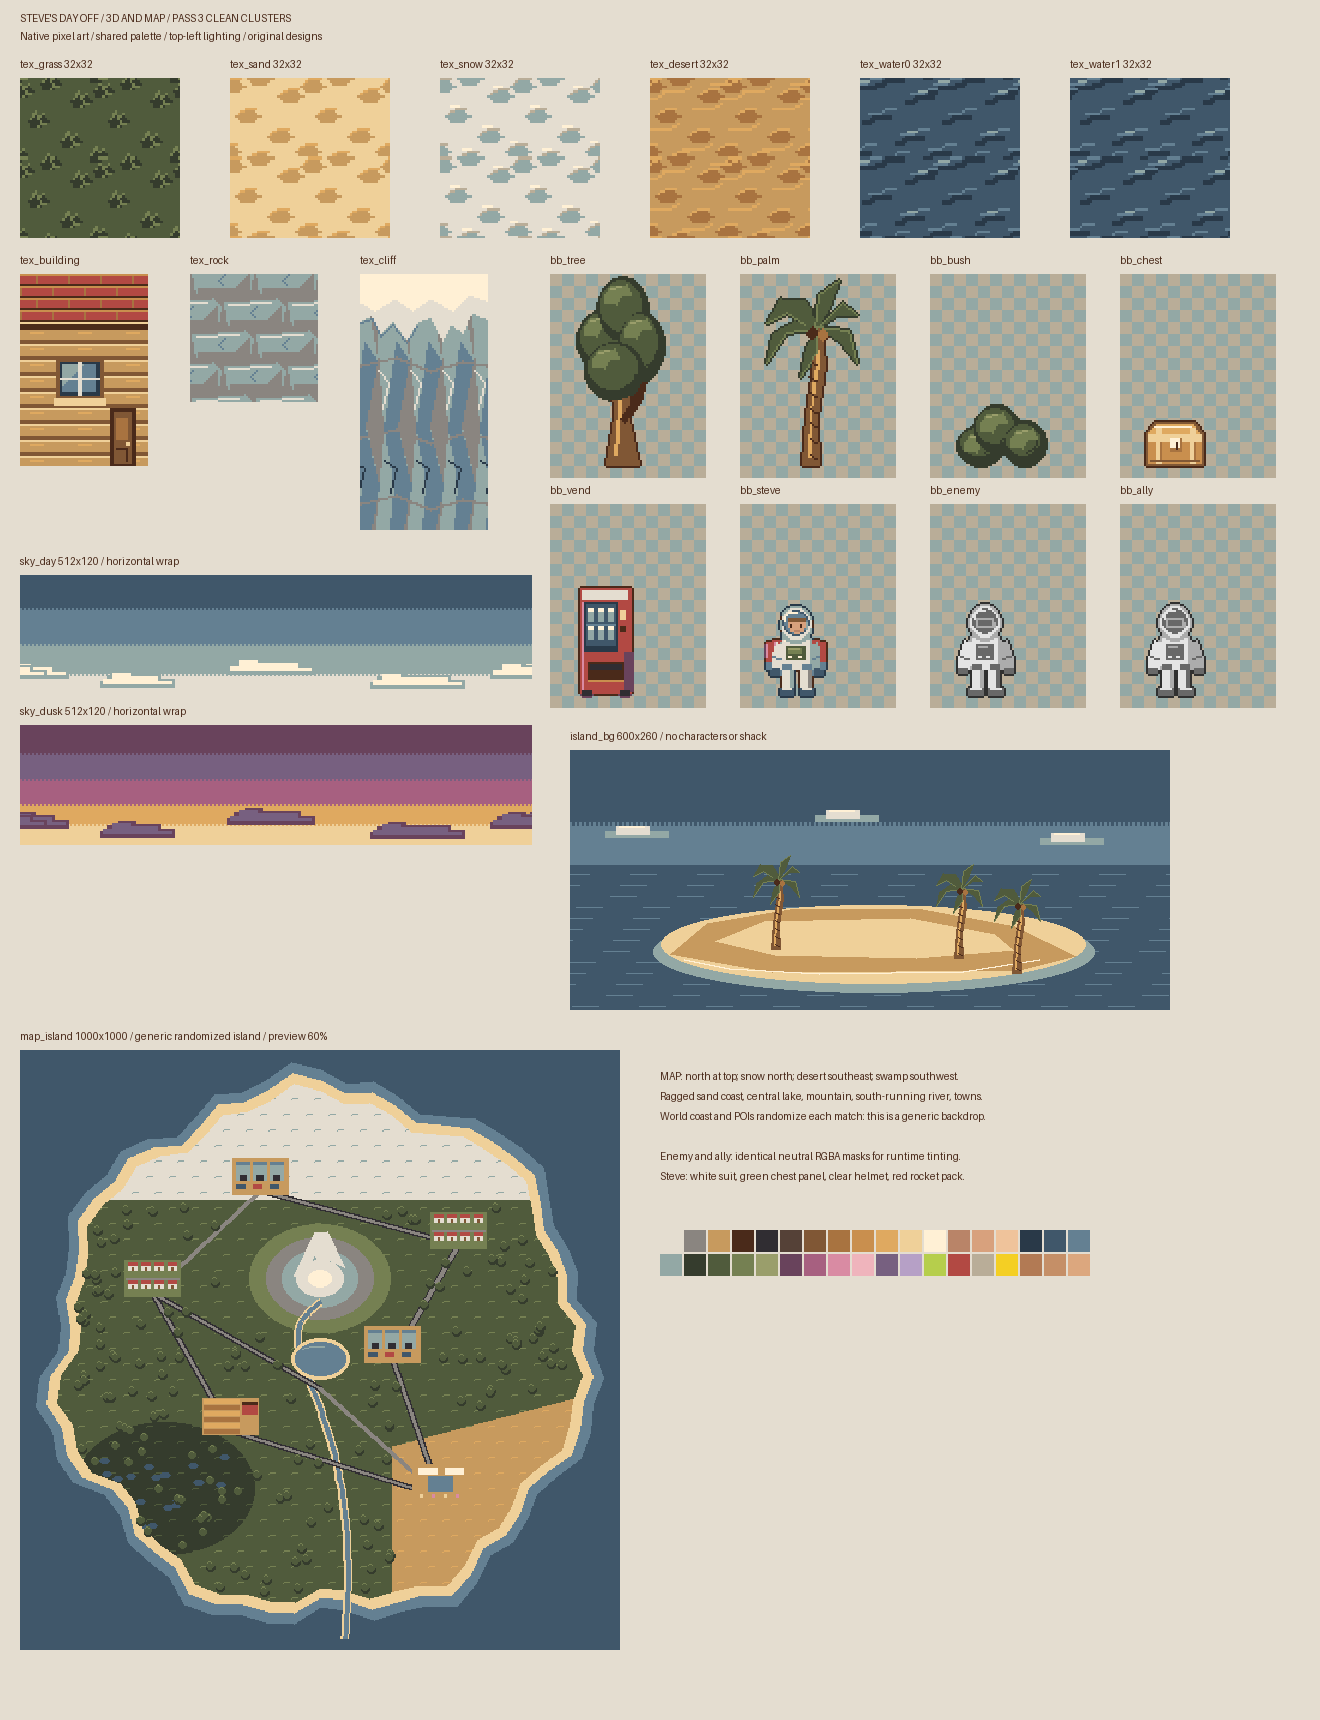 STEVE'S DAY OFF / 3D AND MAP / PASS 3 CLEAN CLUSTERS
Native pixel art / shared palette / top-left lighting / original designs
tex_grass 32x32
tex_sand 32x32
tex_snow 32x32
tex_desert 32x32
tex_water0 32x32
tex_water1 32x32
tex_building
tex_rock
tex_cliff
bb_tree
bb_palm
bb_bush
bb_chest
bb_vend
bb_steve
bb_enemy
bb_ally
sky_day 512x120 / horizontal wrap
sky_dusk 512x120 / horizontal wrap
island_bg 600x260 / no characters or shack
map_island 1000x1000 / generic randomized island / preview 60%
MAP: north at top; snow north; desert southeast; swamp southwest.
Ragged sand coast, central lake, mountain, south-running river, towns.
World coast and POIs randomize each match: this is a generic backdrop.
Enemy and ally: identical neutral RGBA masks for runtime tinting.
Steve: white suit, green chest panel, clear helmet, red rocket pack.